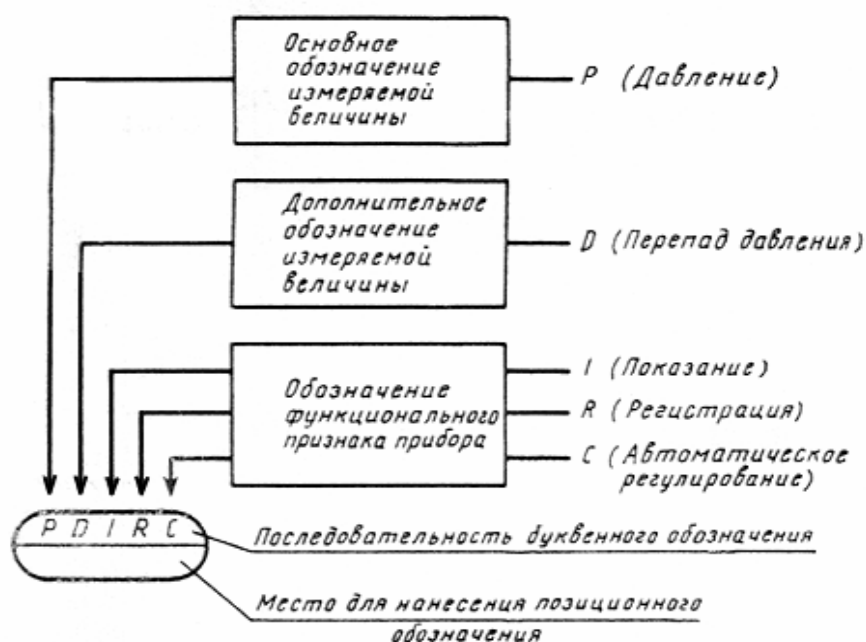 Основное
обозначение
измеряемой
величины
P (Давление)
Дополнительное
обозначение
измеряемой
величины
D (Перепад давления)
Обозначение
функционального
признака прибора
I (Показание)
R (Регистрация)
C (Автоматическое
регулирование)
P D I R C
Последовательность буквенного обозначения
Место для нанесения позиционного
обозначения